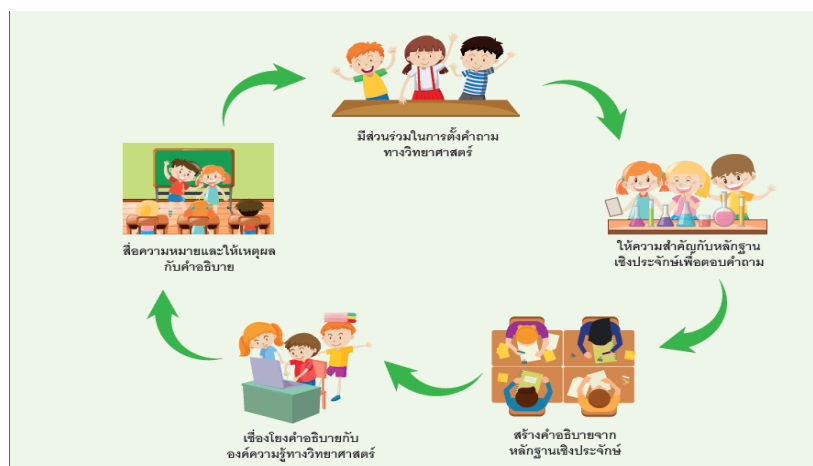 มีส่วนร่วมในการตั้งคำถาม
ทางวิทยาศาสตร์
ให้ความสำคัญกับหลักฐาน
เชิงประจักษ์เพื่อตอบคำถาม
สร้างคำอธิบายจาก
หลักฐานเชิงประจักษ์
เชื่องโยงคำอธิบายกับ
องค์ความรู้ทางวิทยาศาสตร์
สื่อความหมายและให้เหตุผล
กับคำอธิบาย